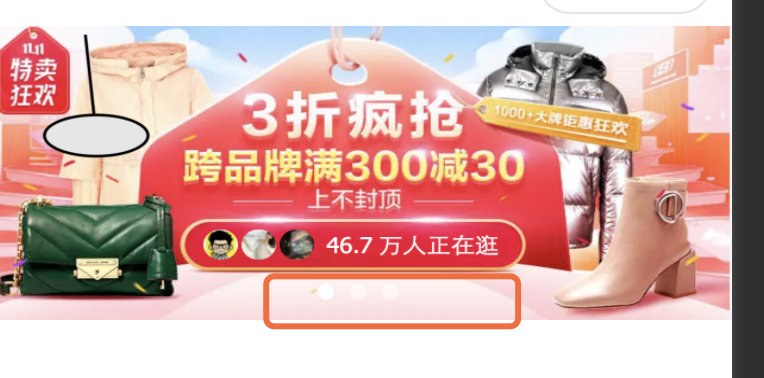 11.11
特卖
狂欢
3折疯抢
1000+大牌钜惠狂欢
跨品牌满300减30
上不封顶
46.7 万人正在逛